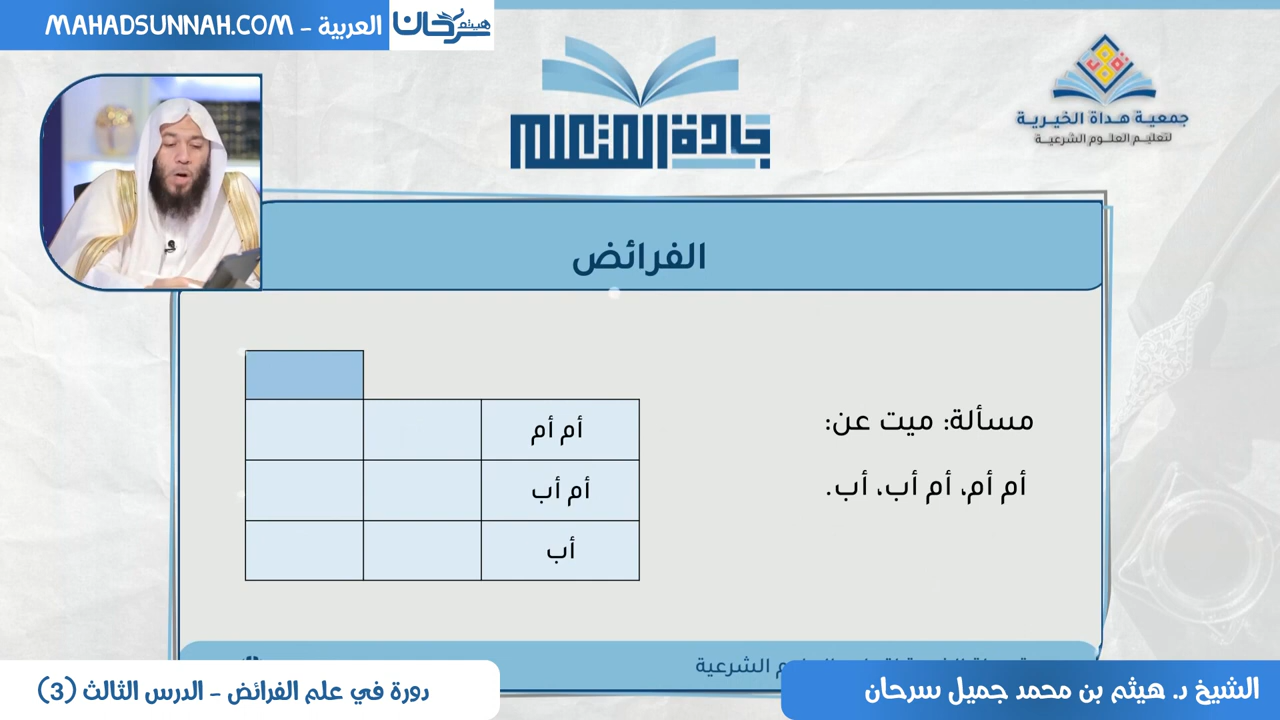 العربية - MAHADSUNNAH.COM
هيثم سرحان
جادة المتعلم
جمعية هداة الخيرية
لتعليم العلوم الشرعية
الفرائض
مسألة: ميت عن:
أم أم، أم أب، أب.
أم أم
أم أب
أب
الشرعية
الشيخ د. هيثم بن محمد جميل سرحان
دورة في علم الفرائض - الدرس الثالث (3)